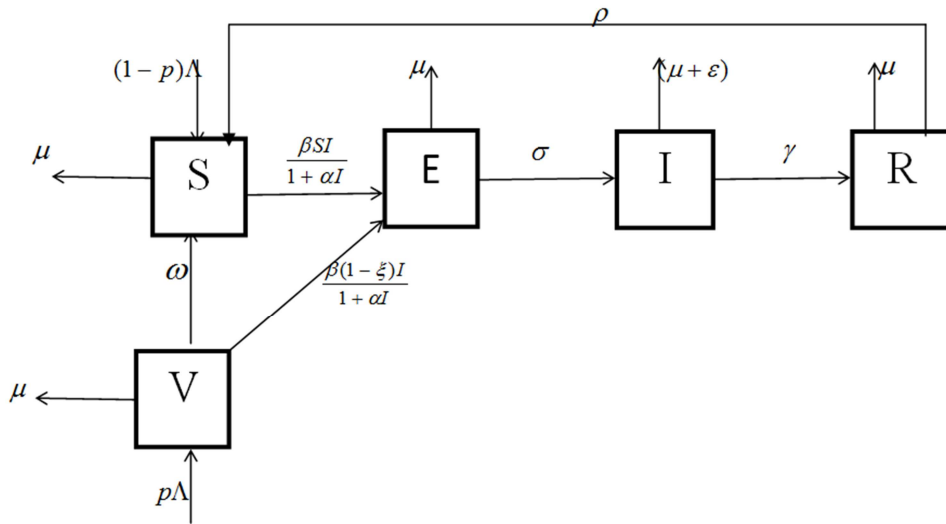 ρ
(1 − p)Λ
μ
(μ + ε)
μ
μ
S
βSI / 1 + αI
E
σ
I
γ
R
ω
β(1 − ξ)I / 1 + αI
μ
V
pΛ